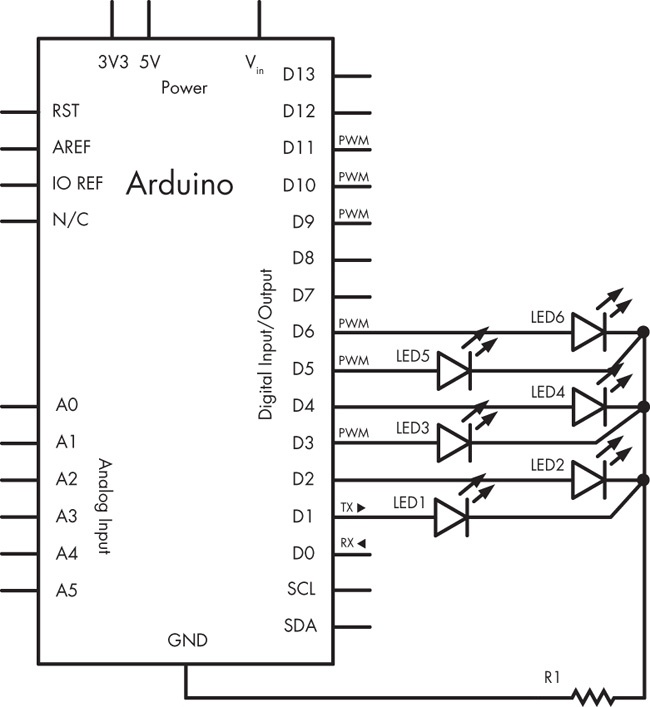 3V3 5V Vin
Power
D13
RST D12
AREF D11 PWM
IO REF Arduino D10 PWM
N/C D9 PWM
D8
D7
Digital Input/Output
D6 PWM LED6
D5 PWM LED5
A0 D4 LED4
A1 D3 PWM LED3
A2 D2 LED2
Analog Input
A3 D1 TX ▶ LED1
A4 D0 RX ◀
A5 SCL
SDA
GND
R1